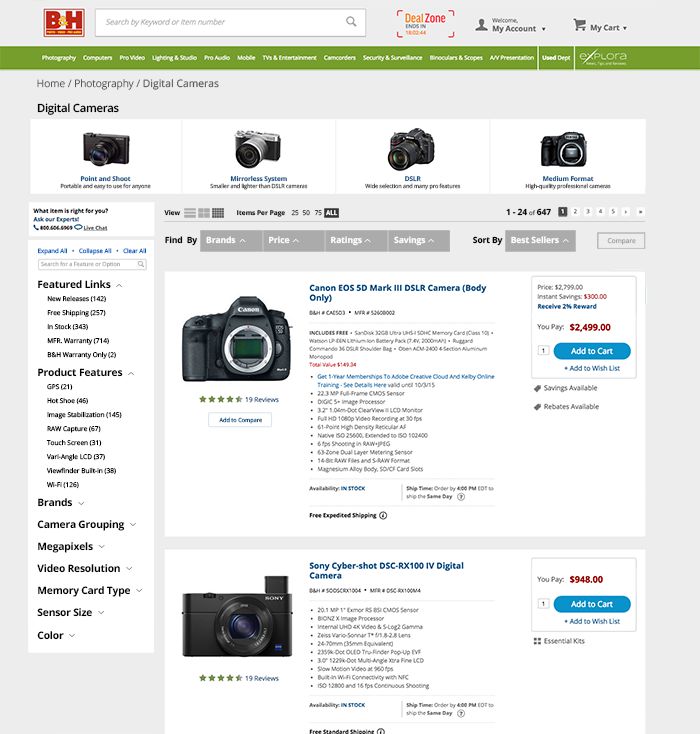 B&H
PHOTO · VIDEO · PRO AUDIO
Search by Keyword or Item number
DealZone
ENDS IN
18:02:44
Welcome,
My Account
My Cart
Photography Computers Pro Video Lighting & Studio Pro Audio Mobile TVs & Entertainment Camcorders Security & Surveillance Binoculars & Scopes A/V Presentation Used Dept explora
News, Tips and Reviews
Home / Photography / Digital Cameras
Digital Cameras
Point and Shoot
Portable and easy to use for anyone
Mirrorless System
Smaller and lighter than DSLR cameras
DSLR
Wide selection and many pro features
Medium Format
High-quality professional cameras
What item is right for you?
Ask our Experts!
800.606.6969 Live Chat
View Items Per Page 25 50 75 ALL
1 - 24 of 647 1 2 3 4 5 › »
Find By Brands Price Ratings Savings Sort By Best Sellers Compare
Expand All • Collapse All • Clear All
Search for a Feature or Option
Featured Links
New Releases (142)
Free Shipping (257)
In Stock (343)
MFR. Warranty (714)
B&H Warranty Only (2)
Product Features
GPS (21)
Hot Shoe (46)
Image Stabilization (145)
RAW Capture (67)
Touch Screen (31)
Vari-Angle LCD (37)
Viewfinder Built-in (38)
Wi-Fi (126)
Brands
Camera Grouping
Megapixels
Video Resolution
Memory Card Type
Sensor Size
Color
Canon
19 Reviews
Add to Compare
Canon EOS 5D Mark III DSLR Camera (Body
Only)
B&H # CAE5D3 • MFR # 5260B002
INCLUDES FREE • SanDisk 32GB Ultra UHS-I SDHC Memory Card (Class 10) •
Watson LP-E6N Lithium-Ion Battery Pack (7.4V, 2000mAh) • Ruggard
Commando 36 DSLR Shoulder Bag • Oben ACM-2400 4-Section Aluminum
Monopod
Total Value $149.34
• Get 1-Year Memberships To Adobe Creative Cloud And Kelby Online
Training - See Details Here valid until 10/3/15
• 22.3 MP Full-Frame CMOS Sensor
• DIGIC 5+ Image Processor
• 3.2" 1.04m-Dot ClearView II LCD Monitor
• Full HD 1080p Video Recording at 30 fps
• 61-Point High Density Reticular AF
• Native ISO 25600, Extended to ISO 102400
• 6 fps Shooting in RAW+JPEG
• 63-Zone Dual Layer Metering Sensor
• 14-Bit RAW Files and S-RAW Format
• Magnesium Alloy Body, SD/CF Card Slots
Availability: IN STOCK
Ship Time: Order by 4:00 PM EDT to
ship the Same Day ?
Free Expedited Shipping
Price: $2,799.00
Instant Savings: $300.00
Receive 2% Reward
You Pay: $2,499.00
1 Add to Cart
+ Add to Wish List
Savings Available
Rebates Available
SONY
19 Reviews
Sony Cyber-shot DSC-RX100 IV Digital
Camera
B&H # SODSCRX1004 • MFR # DSC-RX100M4
• 20.1 MP 1" Exmor RS BSI CMOS Sensor
• BIONZ X Image Processor
• Internal UHD 4K Video & S-Log2 Gamma
• Zeiss Vario-Sonnar T* f/1.8-2.8 Lens
• 24-70mm (35mm Equivalent)
• 2359k-Dot OLED Tru-Finder Pop-Up EVF
• 3.0" 1229k-Dot Multi-Angle Xtra Fine LCD
• Slow Motion Video at 960 fps
• Built-In Wi-Fi Connectivity with NFC
• ISO 12800 and 16 fps Continuous Shooting
Availability: IN STOCK
Ship Time: Order by 4:00 PM EDT to
ship the Same Day ?
Free Standard Shipping
You Pay: $948.00
1 Add to Cart
+ Add to Wish List
Essential Kits